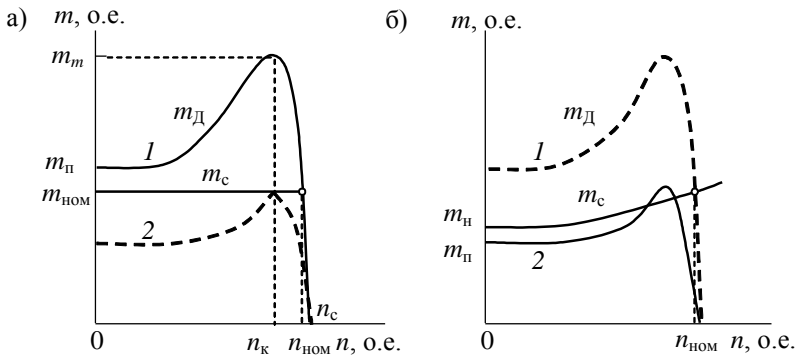 а)
m, о.е.
m_m
m_Д
m_п
1
m_с
m_ном
2
n_с
0
n_к
n_ном
n, о.е.
б)
m, о.е.
m_Д
1
m_с
m_н
m_п
2
0
n_ном
n, о.е.